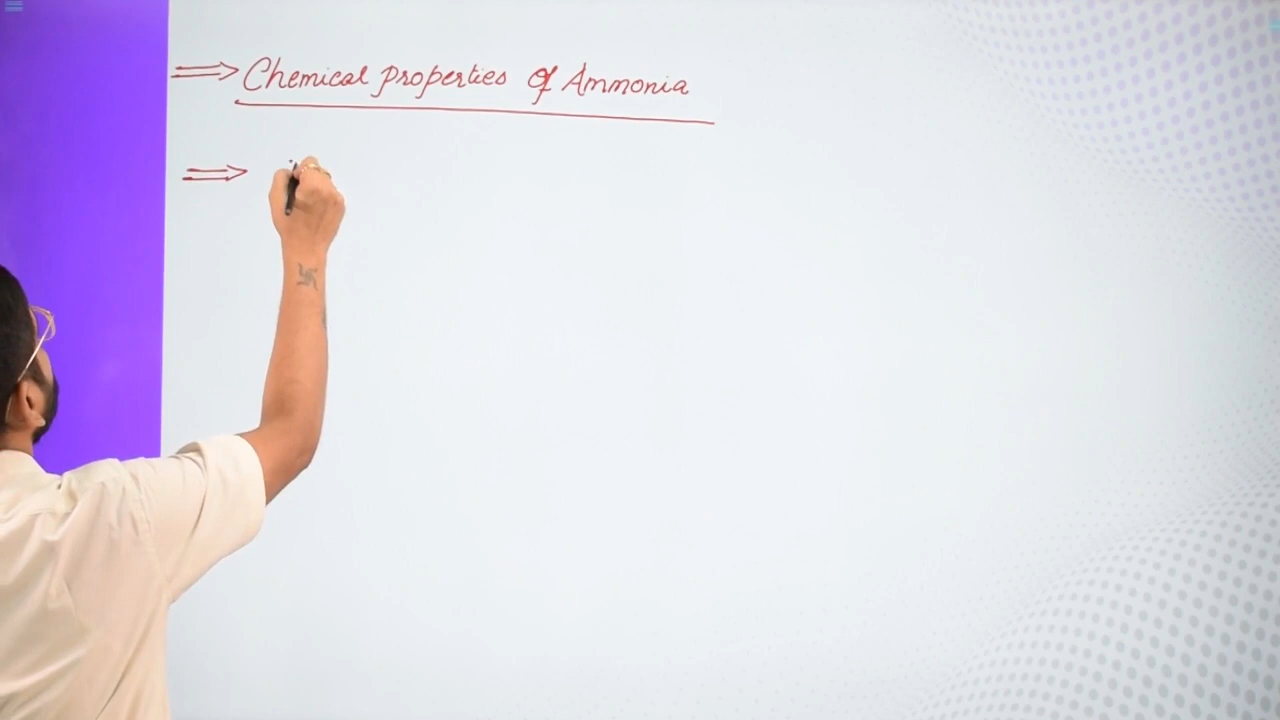 ⇒ Chemical properties of Ammonia
⇒